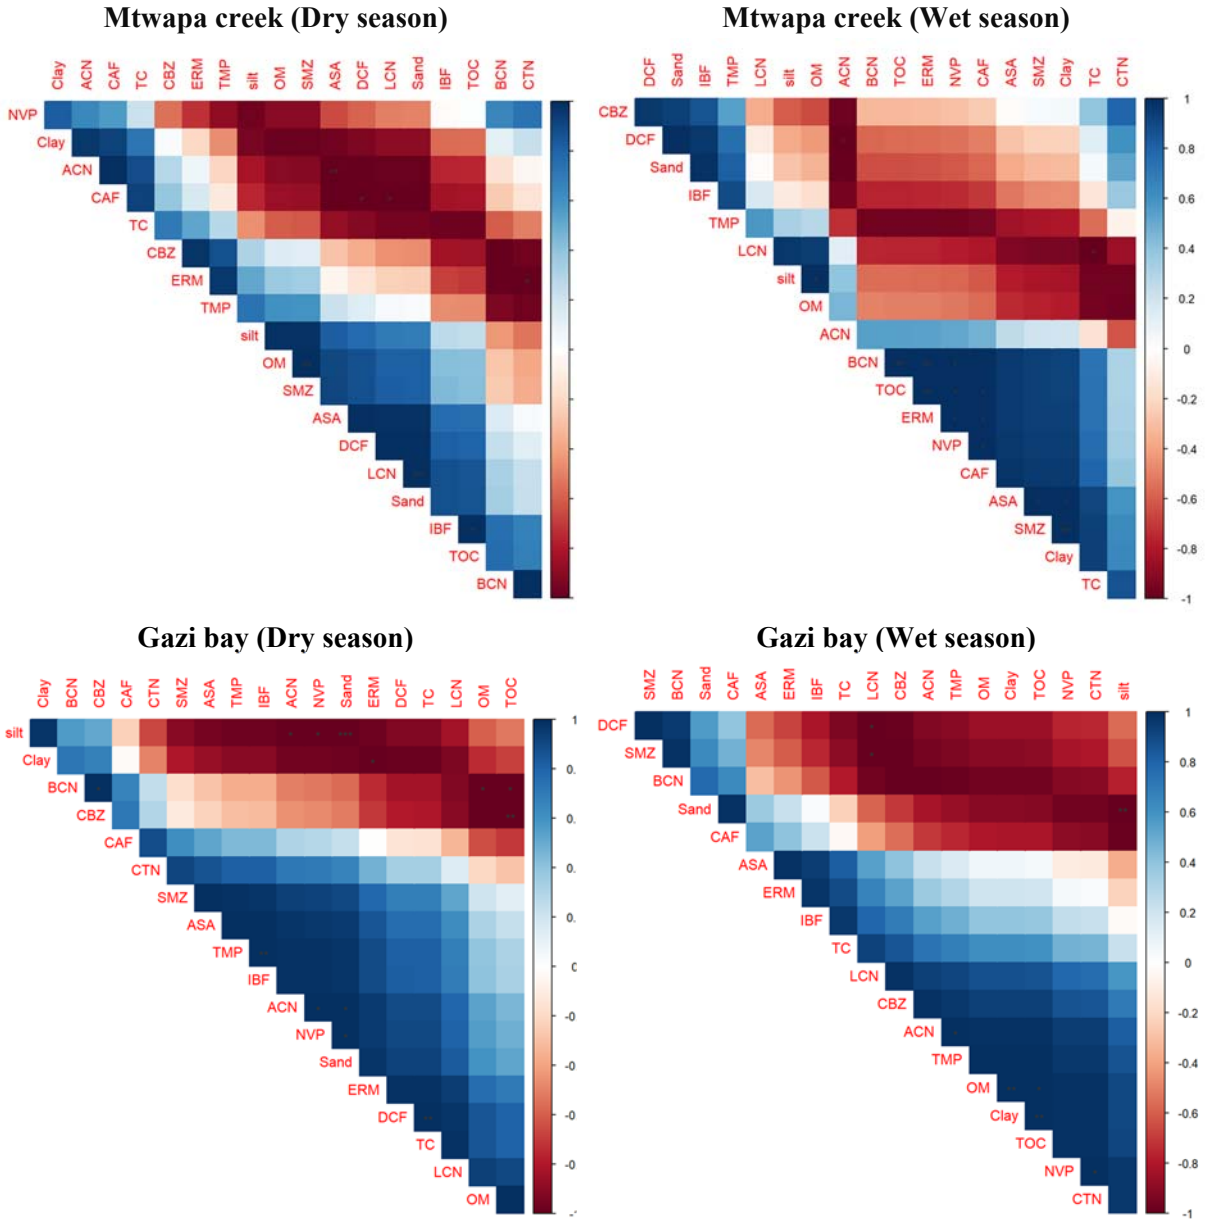 Mtwapa creek (Dry season)
Clay ACN CAF TC CBZ ERM TMP silt OM SMZ ASA DCF LCN Sand IBF TOC BCN CTN
NVP
Clay
ACN
CAF
TC
CBZ
ERM
TMP
silt
OM
SMZ
ASA
DCF
LCN
Sand
IBF
TOC
BCN
Mtwapa creek (Wet season)
DCF Sand IBF TMP LCN silt OM ACN BCN TOC ERM NVP CAF ASA SMZ Clay TC CTN
CBZ
DCF
Sand
IBF
TMP
LCN
silt
OM
ACN
BCN
TOC
ERM
NVP
CAF
ASA
SMZ
Clay
TC
1
0.8
0.6
0.4
0.2
0
-0.2
-0.4
-0.6
-0.8
-1
Gazi bay (Dry season)
Clay BCN CBZ CAF CTN SMZ ASA TMP IBF ACN NVP Sand ERM DCF TC LCN OM TOC
silt
Clay
BCN
CBZ
CAF
CTN
SMZ
ASA
TMP
IBF
ACN
NVP
Sand
ERM
DCF
TC
LCN
OM
1
0.
0.
0.
0.
0
-0
-0
-0
-0
Gazi bay (Wet season)
SMZ BCN Sand CAF ASA ERM IBF TC LCN CBZ ACN TMP OM Clay TOC NVP CTN silt
DCF
SMZ
BCN
Sand
CAF
ASA
ERM
IBF
TC
LCN
CBZ
ACN
TMP
OM
Clay
TOC
NVP
CTN
1
0.8
0.6
0.4
0.2
0
-0.2
-0.4
-0.6
-0.8
-1